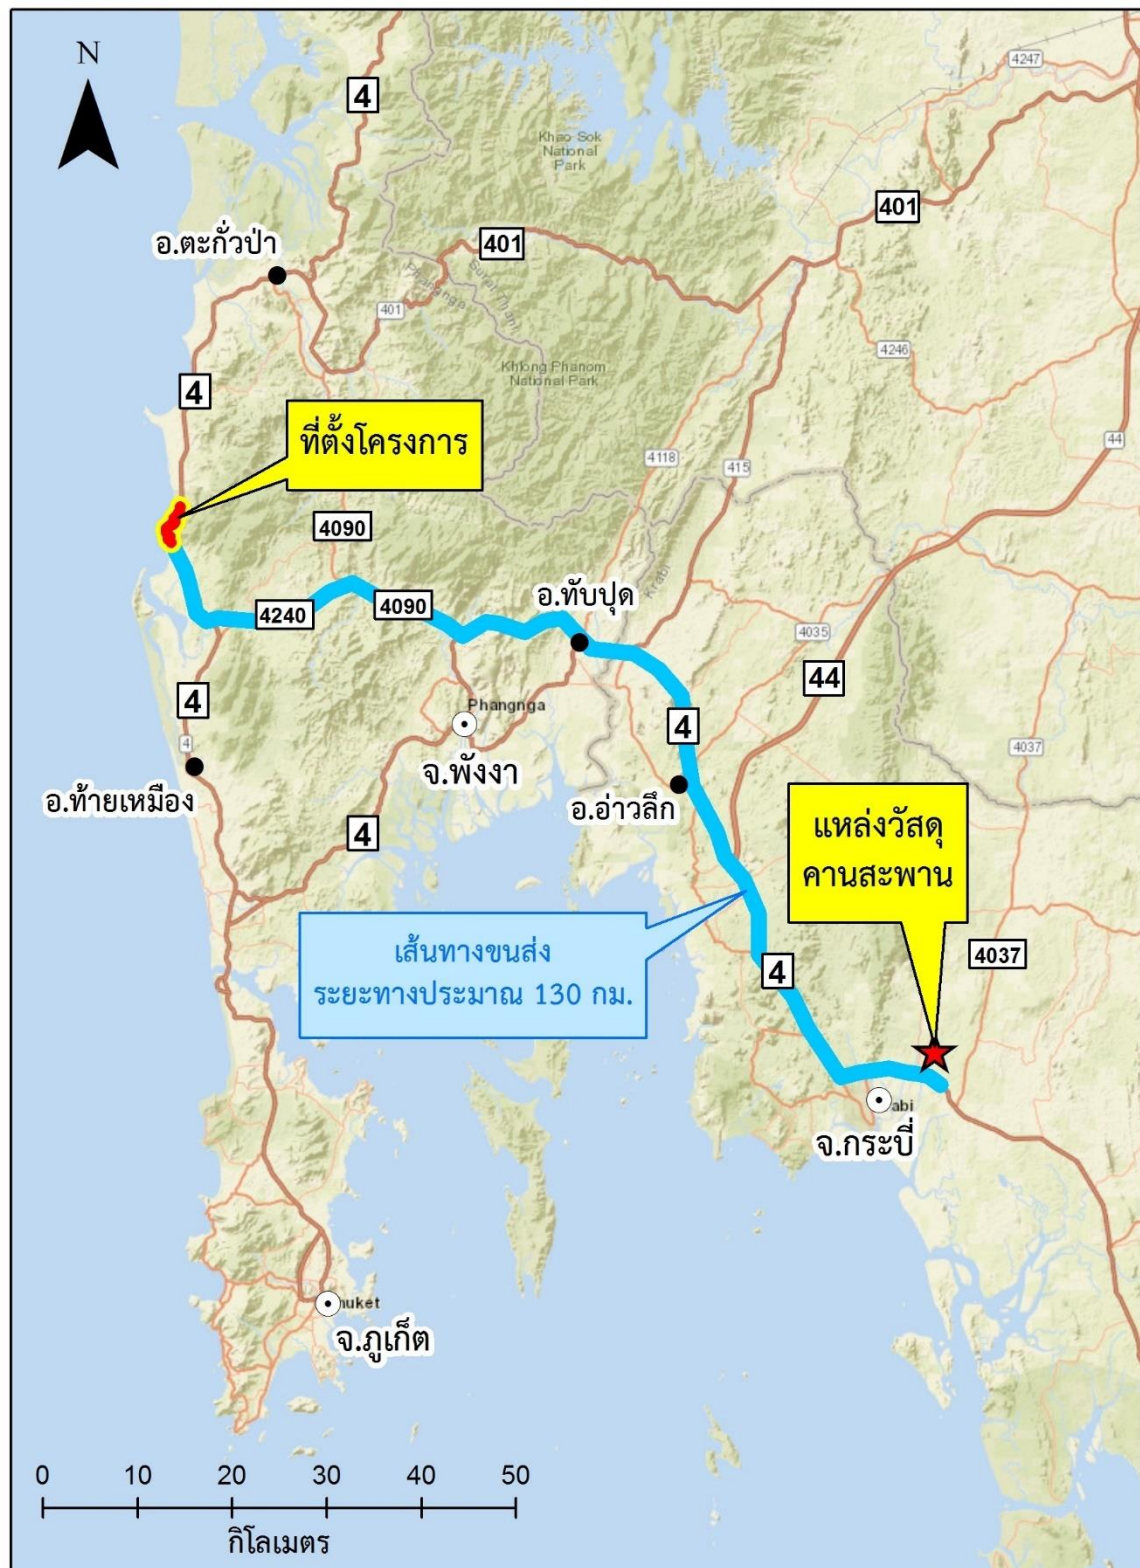 N
4
4247
Khao Sok
National
Park
401
401
อ.ตะกั่วป่า
401
Phangnga
Surat Thani
4246
Khlong Phanom
National Park
4
ที่ตั้งโครงการ
44
4118
415
4090
Krabi
อ.ทับปุด
4240
4090
4035
44
4
Phangnga
จ.พังงา
4
4
4037
อ.ท้ายเหมือง
อ.อ่าวลึก
4
แหล่งวัสดุ
คานสะพาน
เส้นทางขนส่ง
ระยะทางประมาณ 130 กม.
4037
4
abi
จ.กระบี่
huket
จ.ภูเก็ต
0 10 20 30 40 50
กิโลเมตร